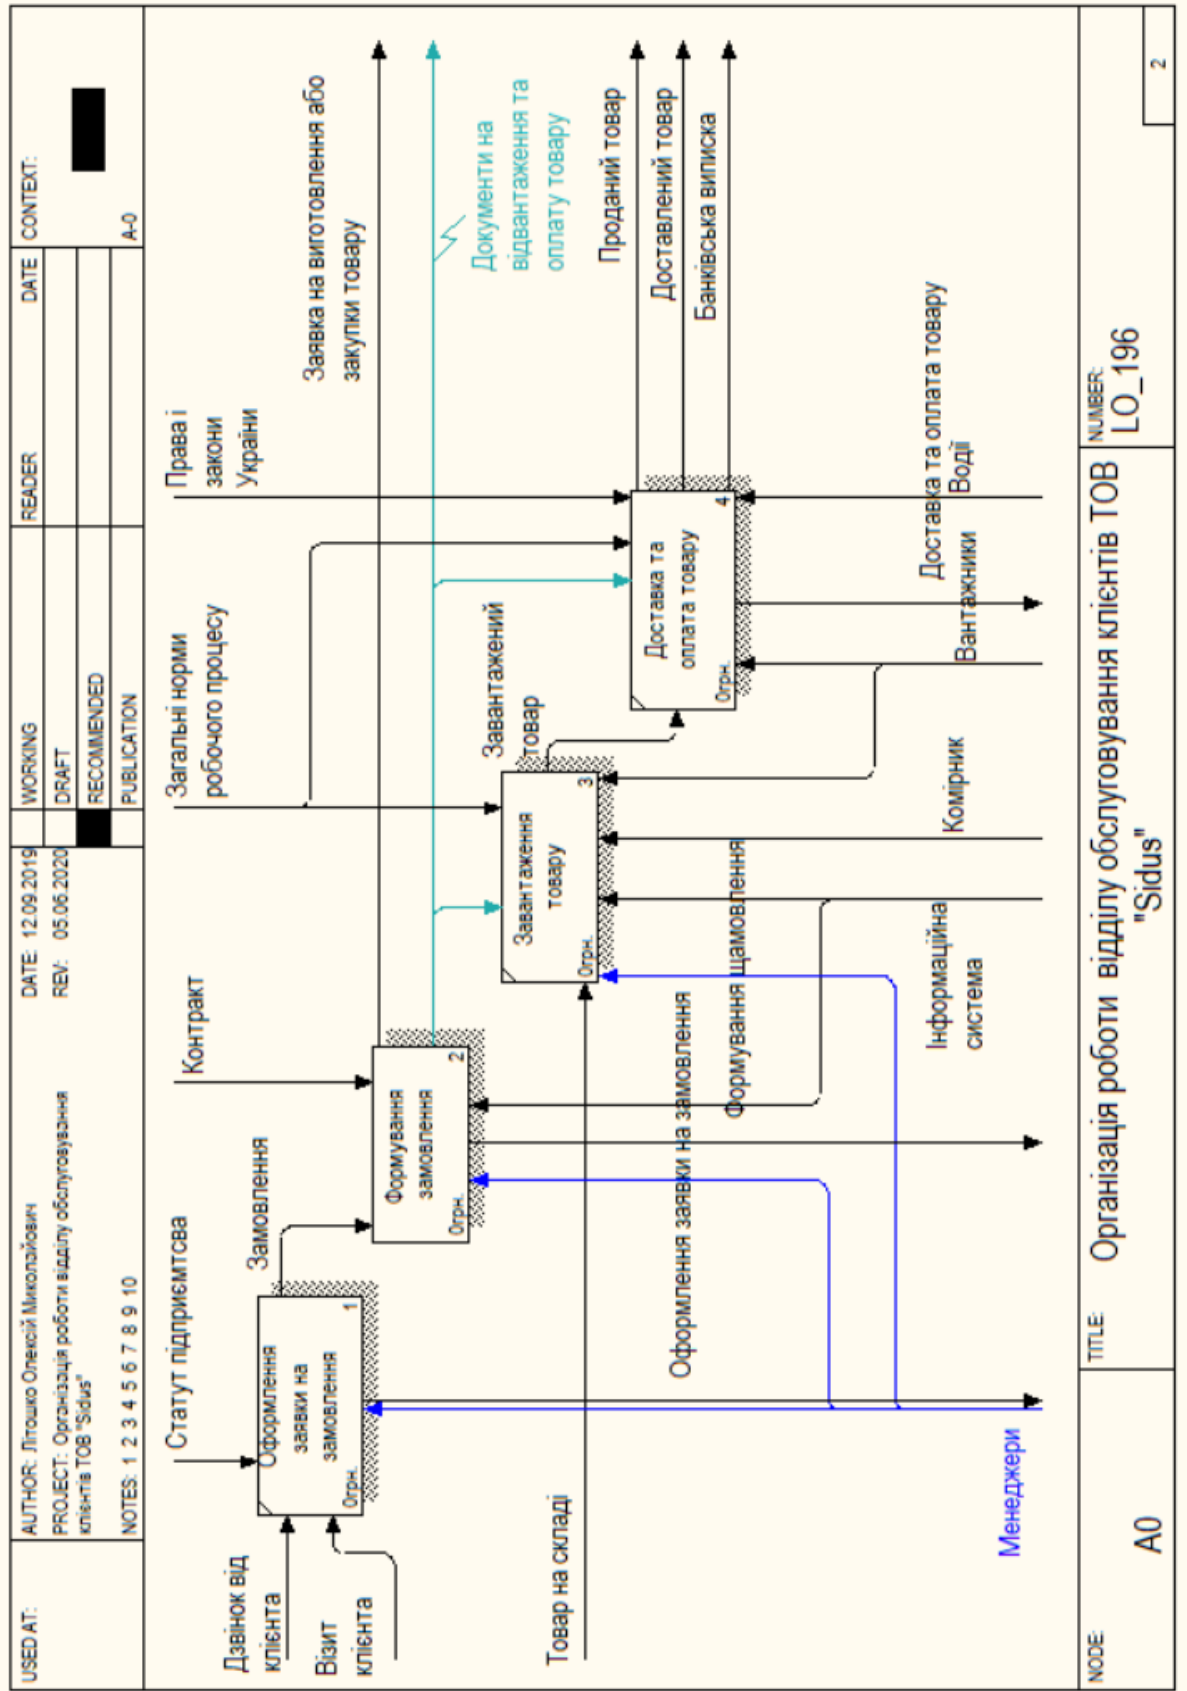 USED AT:
AUTHOR: Літошко Олексій Миколайович
DATE: 12.09.2019
PROJECT: Організація роботи відділу обслуговування
клієнтів ТОВ "Sidus"
REV: 05.06.2020
NOTES: 1 2 3 4 5 6 7 8 9 10
WORKING
DRAFT
RECOMMENDED
PUBLICATION
READER
DATE
CONTEXT:
A-0
Статут підприємтсва
Контракт
Загальні норми
робочого процесу
Права і
закони
України
Дзвінок від
клієнта
Візит
клієнта
Оформлення
заявки на
замовлення
0грн.
1
Замовлення
Формування
замовлення
0грн.
2
Заявка на виготовлення або
закупки товару
Документи на
відвантаження та
оплату товару
Товар на складі
Завантаження
товару
0грн.
3
Завантажений
товар
Доставка та
оплата товару
0грн.
4
Проданий товар
Доставлений товар
Банківська виписка
Оформлення заявки на замовлення
Формування щамовлення
Доставка та оплата товару
Менеджери
Інформаційна
система
Комірник
Вантажники
Водії
NODE:
A0
TITLE:
Організація роботи відділу обслуговування клієнтів ТОВ
"Sidus"
NUMBER:
LO_196
2